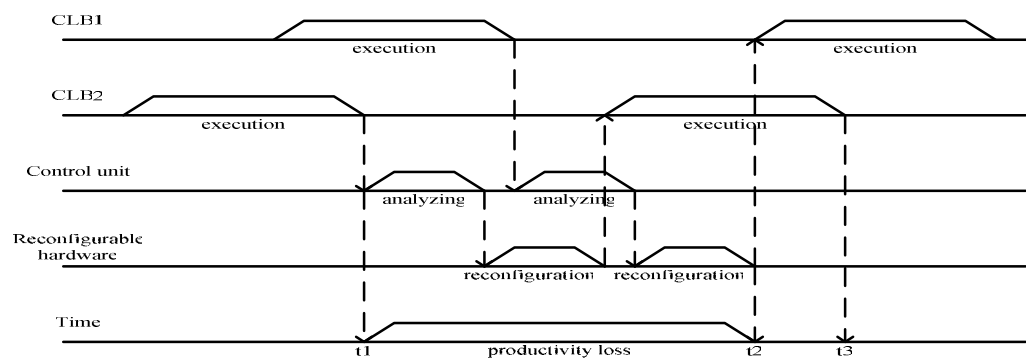 CLB1
execution execution
CLB2
execution execution
Control unit
analyzing analyzing
Reconfigurable
hardware
reconfiguration reconfiguration
Time
t1 productivity loss t2 t3